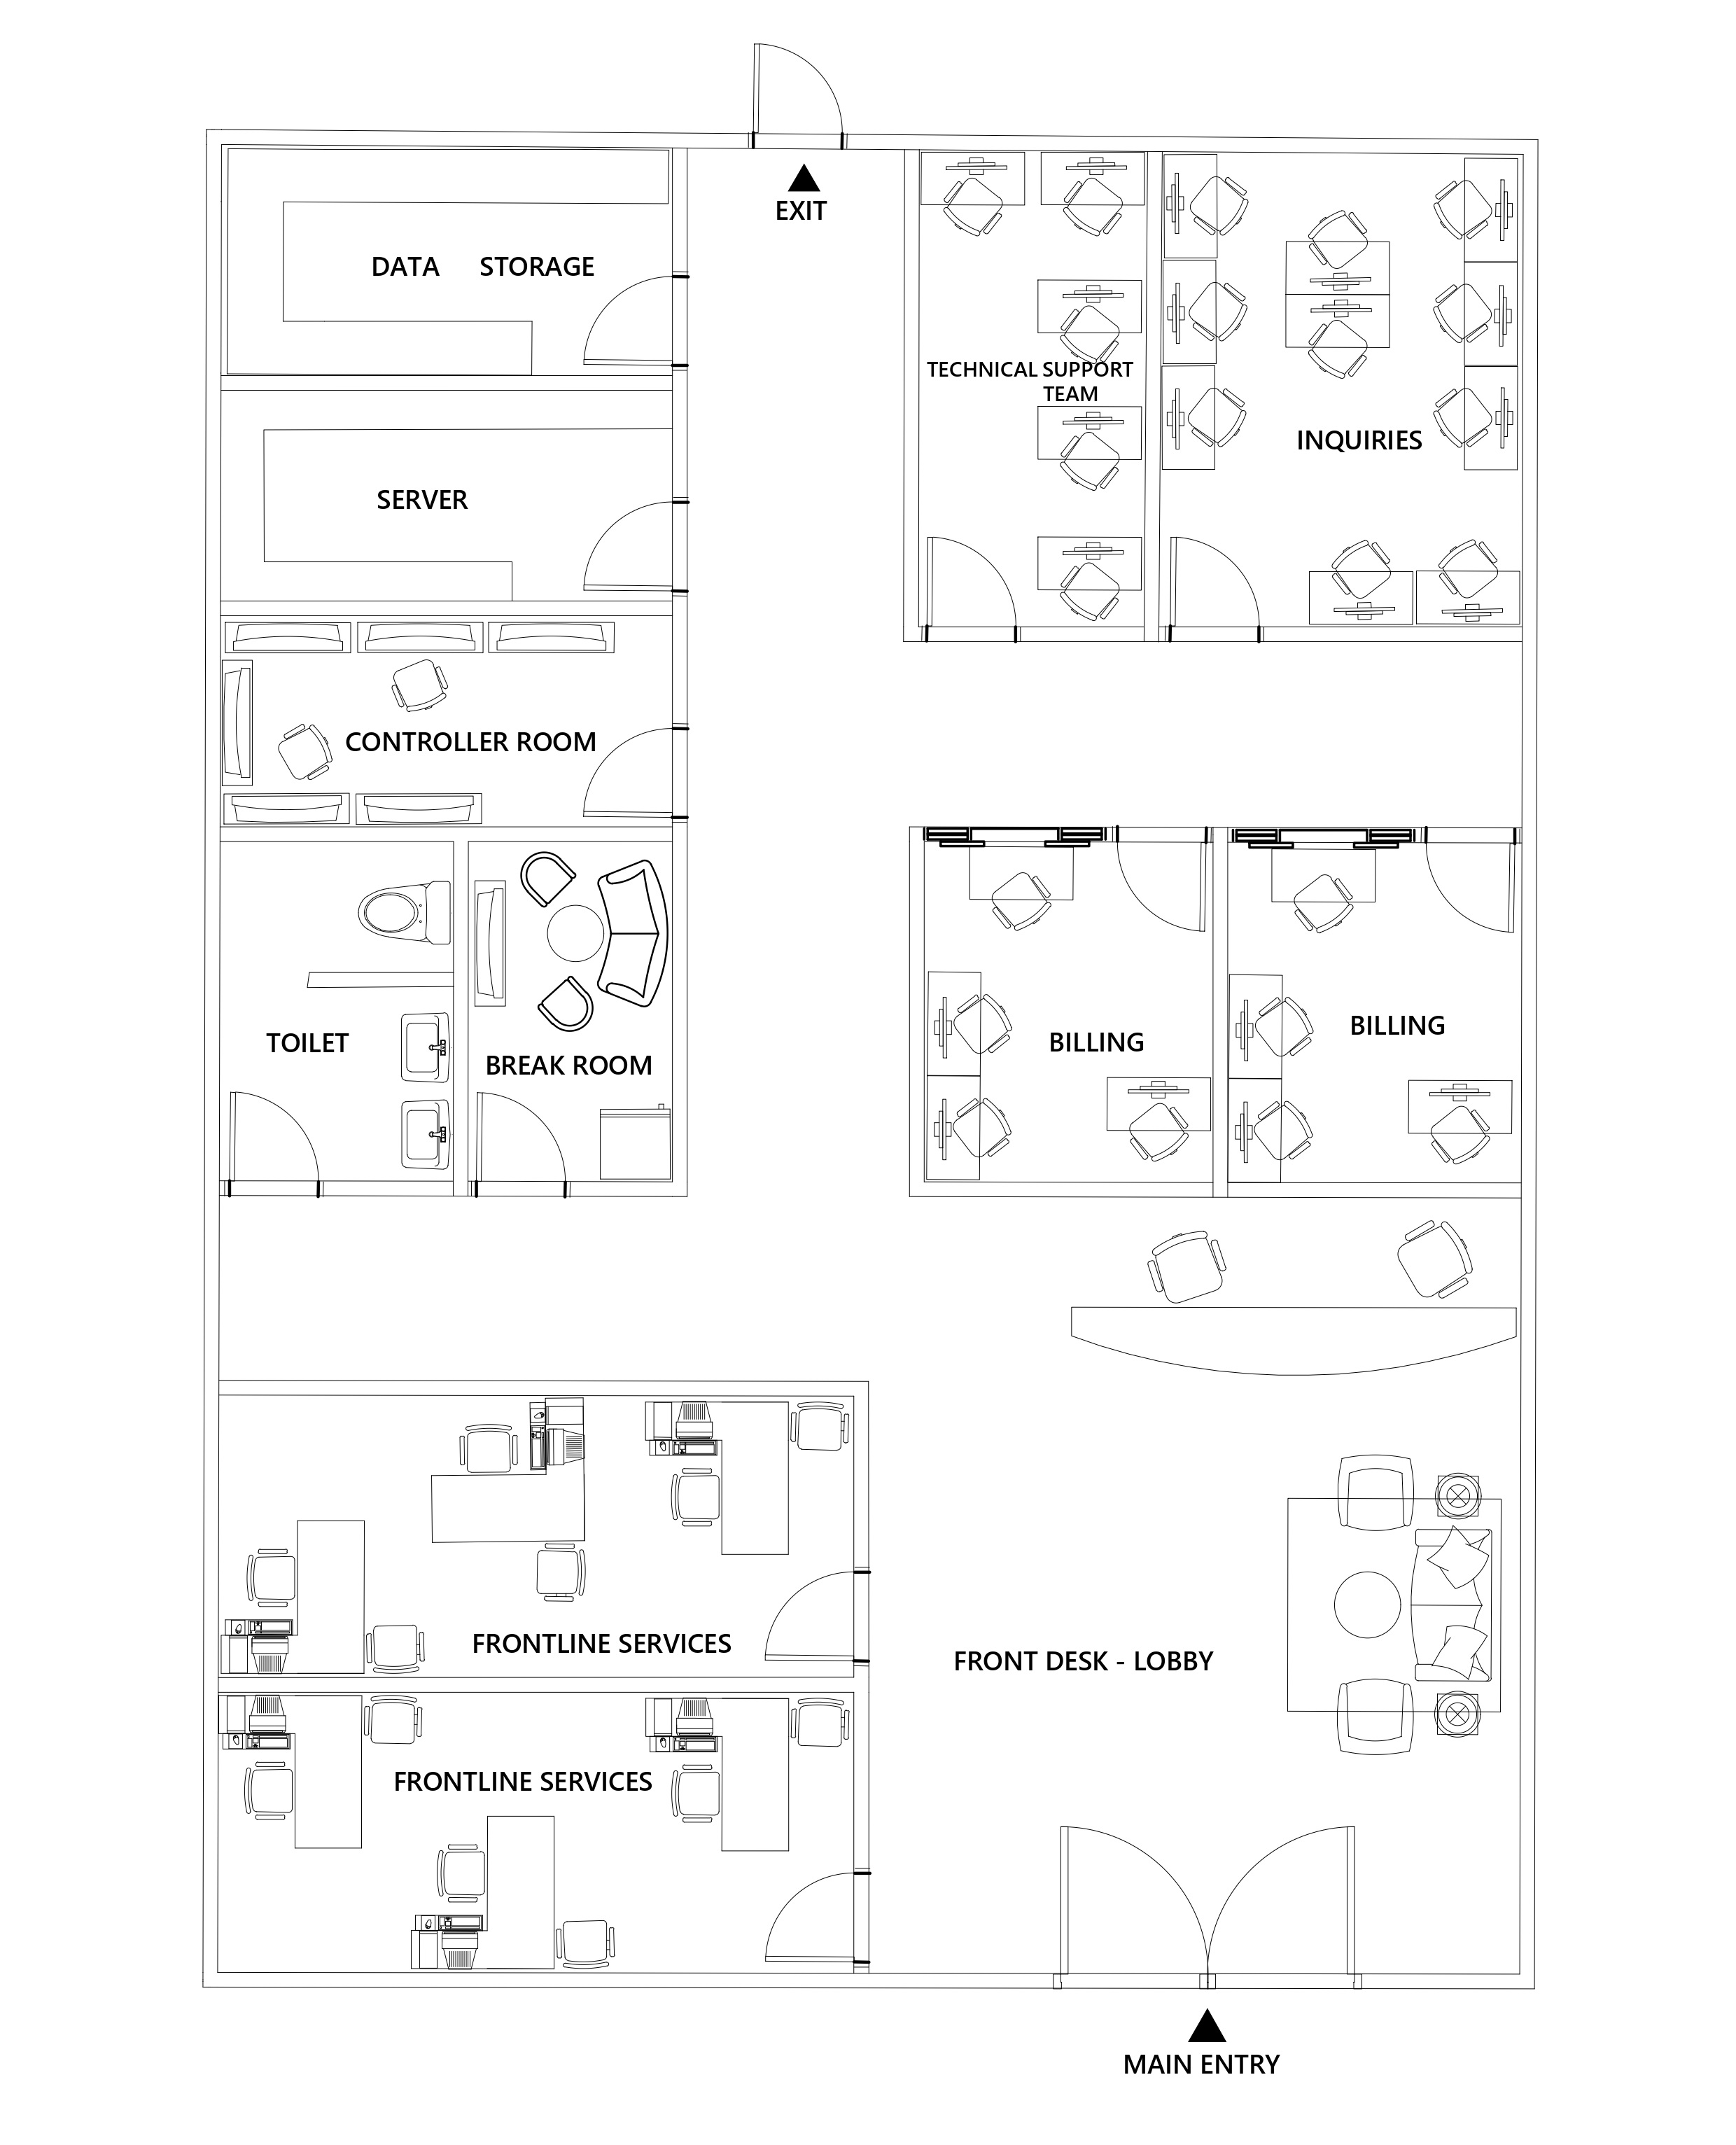 EXIT
DATA STORAGE
TECHNICAL SUPPORT
TEAM
INQUIRIES
SERVER
CONTROLLER ROOM
TOILET
BREAK ROOM
BILLING
BILLING
FRONTLINE SERVICES
FRONT DESK - LOBBY
FRONTLINE SERVICES
MAIN ENTRY